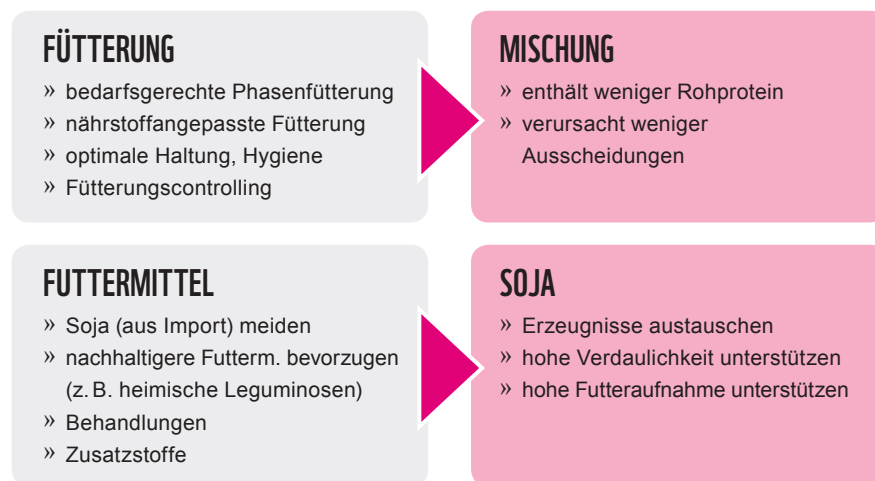 FÜTTERUNG
» bedarfsgerechte Phasenfütterung
» nährstoffangepasste Fütterung
» optimale Haltung, Hygiene
» Fütterungscontrolling
MISCHUNG
» enthält weniger Rohprotein
» verursacht weniger
Ausscheidungen
FUTTERMITTEL
» Soja (aus Import) meiden
» nachhaltigere Futterm. bevorzugen
(z. B. heimische Leguminosen)
» Behandlungen
» Zusatzstoffe
SOJA
» Erzeugnisse austauschen
» hohe Verdaulichkeit unterstützen
» hohe Futteraufnahme unterstützen